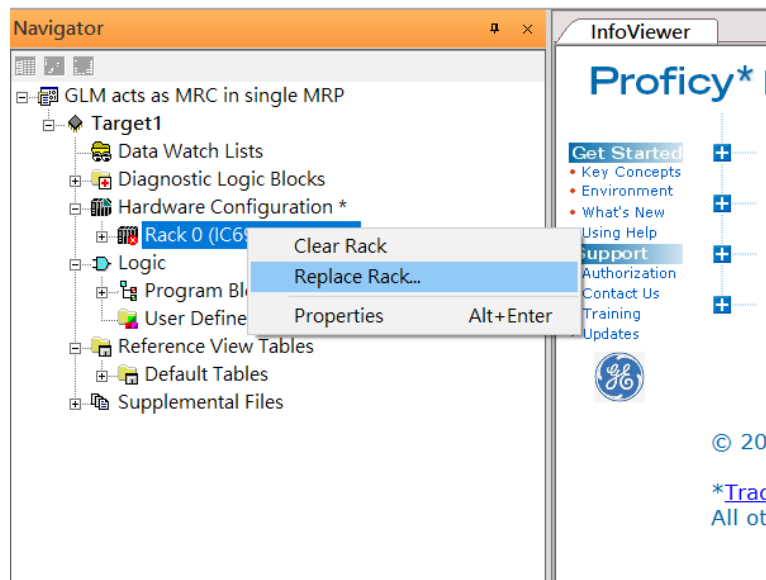 Navigator
InfoViewer
GLM acts as MRC in single MRP
Target1
Data Watch Lists
Diagnostic Logic Blocks
Hardware Configuration *
Rack 0 (IC69
Logic
Program Blo
User Define
Reference View Tables
Default Tables
Supplemental Files
Clear Rack
Replace Rack...
Properties Alt+Enter
Proficy*
Get Started
Key Concepts
Environment
What's New
Using Help
Support
Authorization
Contact Us
Training
Updates
GE
© 20
*Trad
All ot